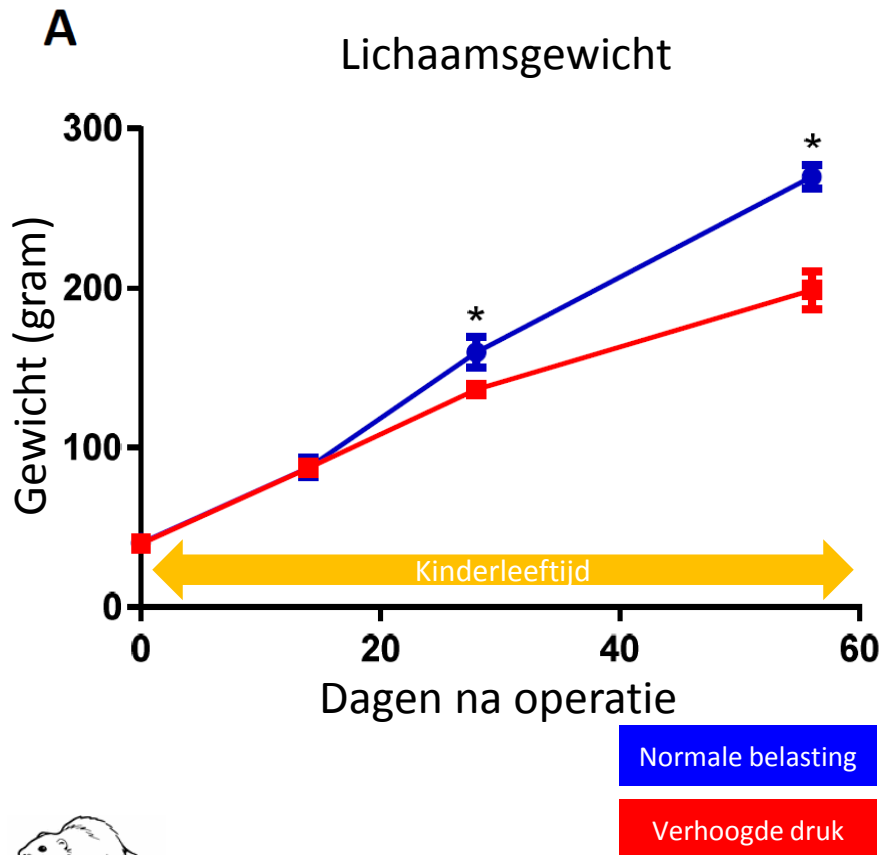 A
Lichaamsgewicht
300
200
100
0
Gewicht (gram)
*
*
Kinderleeftijd
0 20 40 60
Dagen na operatie
Normale belasting
Verhoogde druk